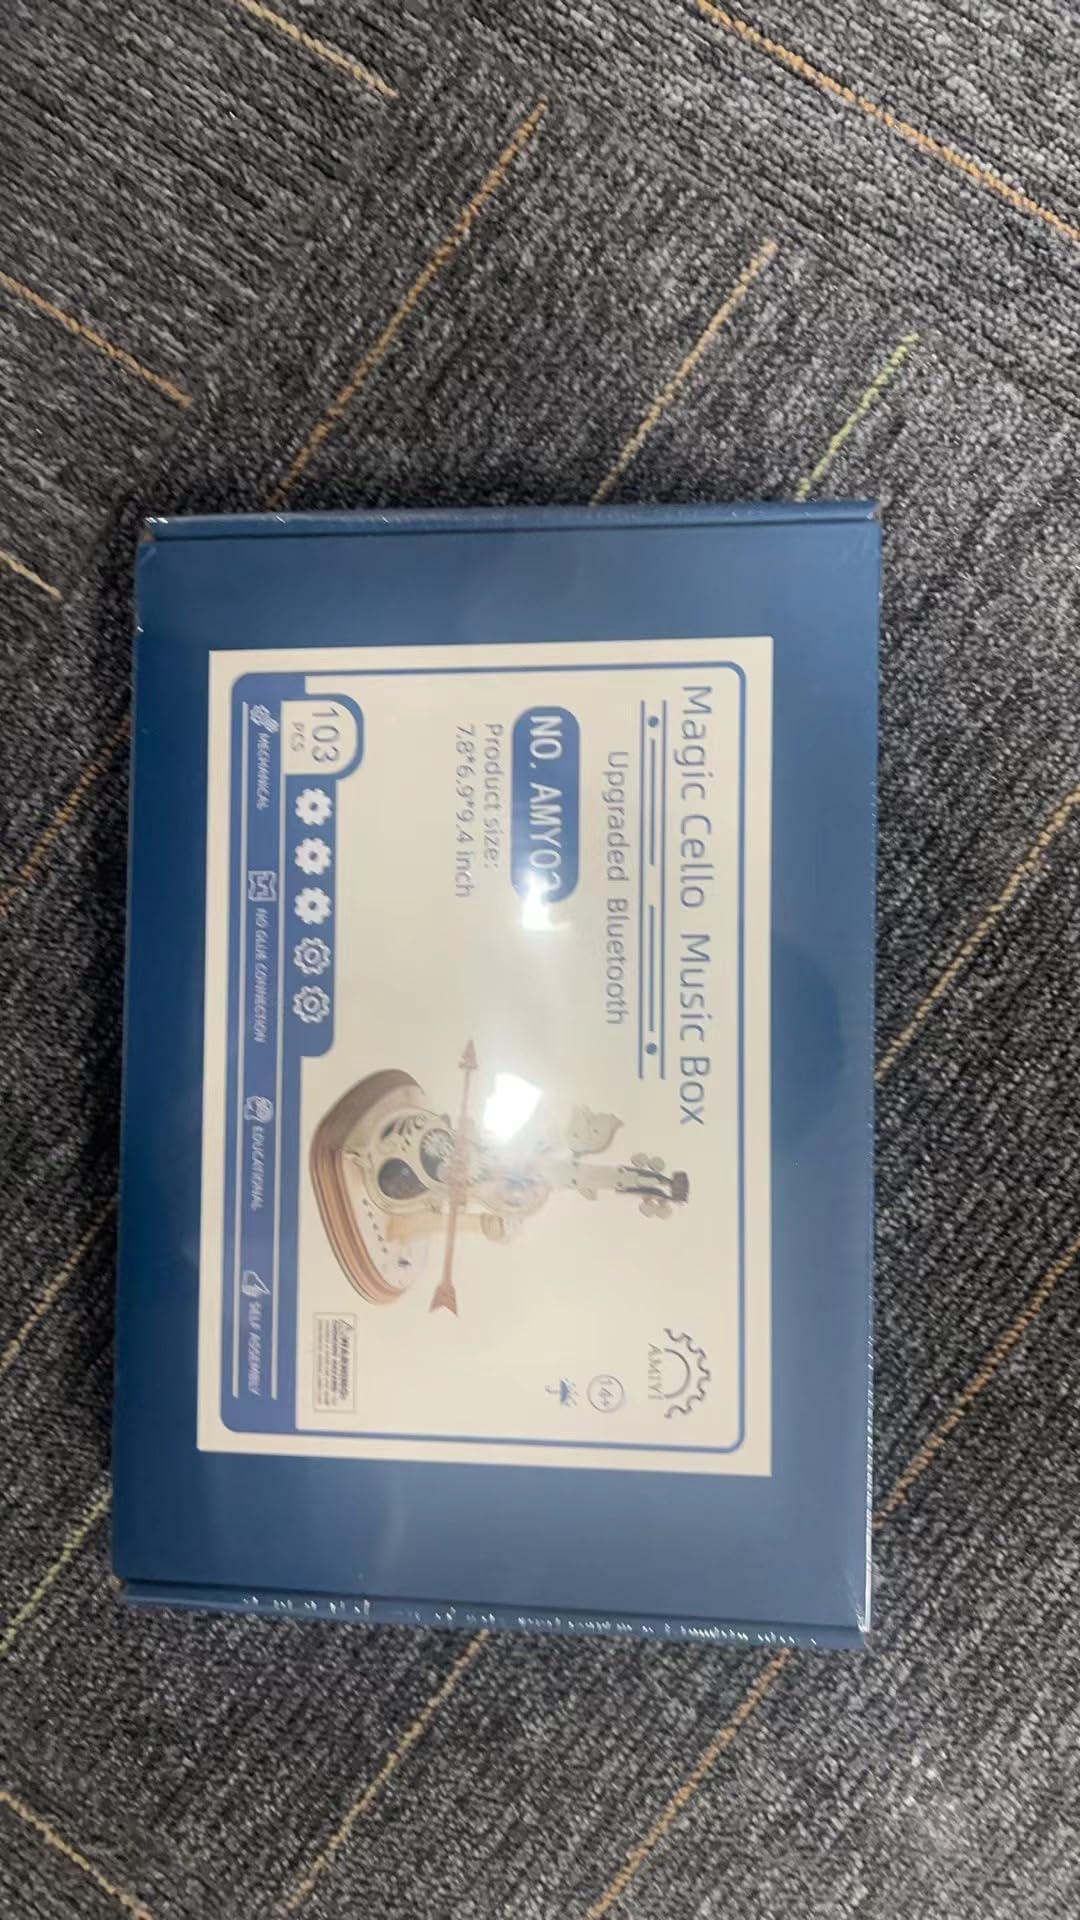 Magic Cello Music Box
Upgraded Bluetooth
NO. AMY02
Product size:
7.8*6.9*9.4 inch
AMIYI
14+
103
PCS
WARNING:
MECHANICAL
NO GLUE CONNECTION
EDUCATIONAL
SELF ASSEMBLY